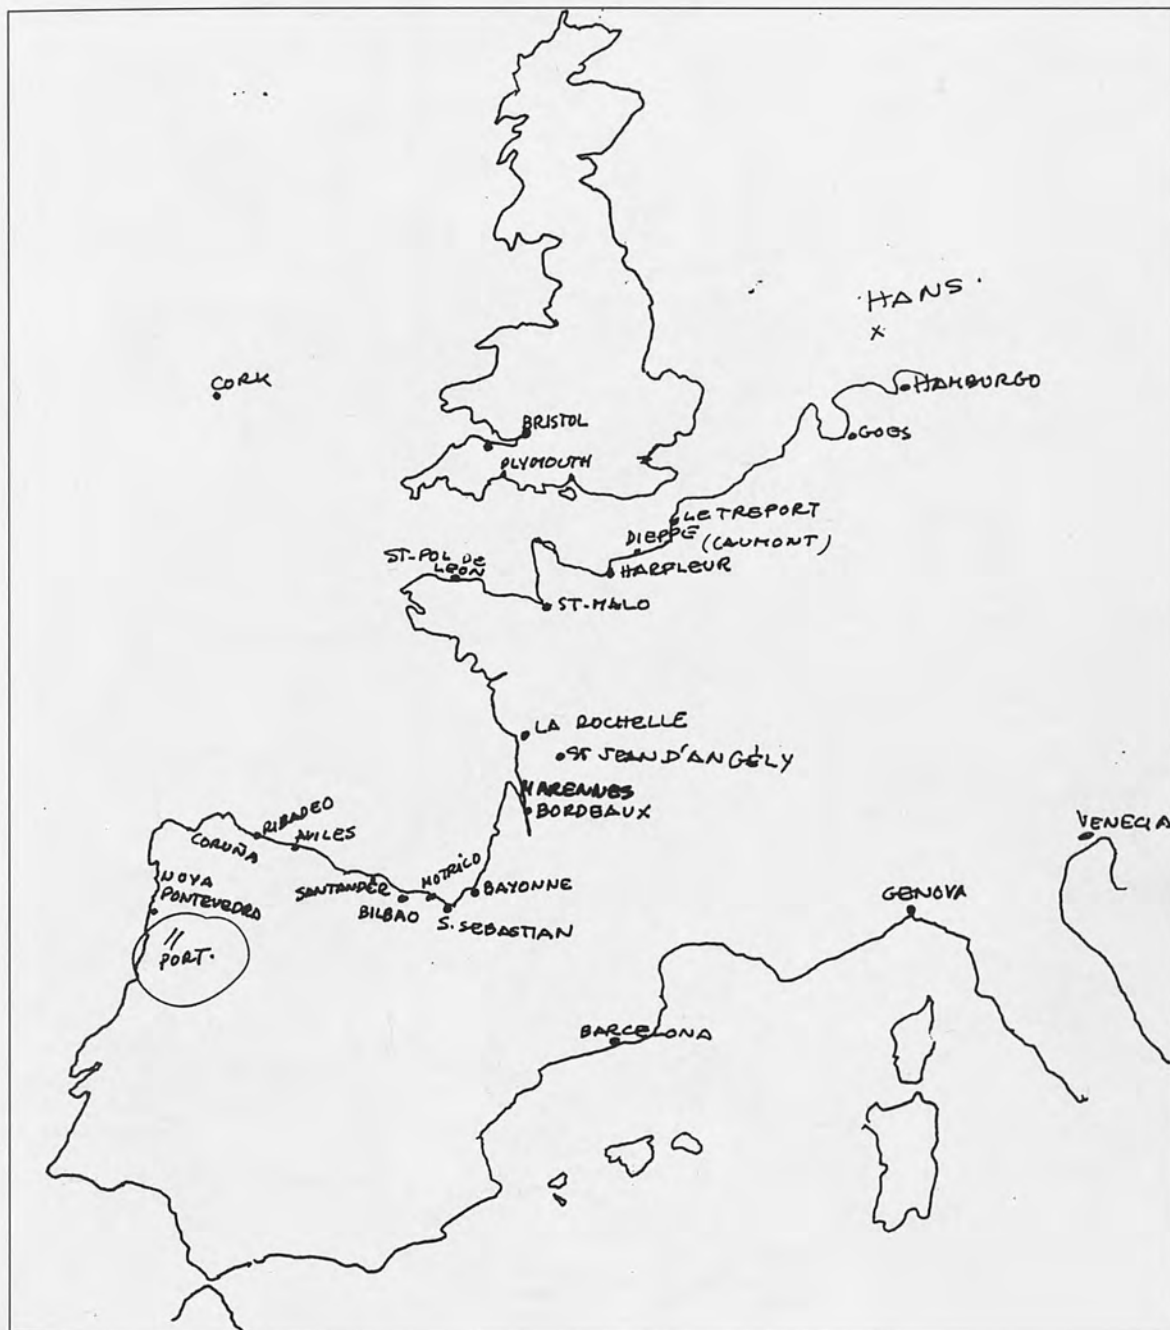 HANS.
HAMBURGO
CORK
BRISTOL
GOES
PLYMOUTH
LE TREPORT
DIEPPE
(CAUMONT)
ST-POL DE
LEON
HARFLEUR
ST-MALO
LA ROCHELLE
ST JEAN D'ANGÉLY
MARENNES
BORDEAUX
RIBADEO
AVILES
CORUÑA
VENECIA
NOYA
PONTEVEDRA
SANTANDER
MOTRICO
BAYONNE
BILBAO
S. SEBASTIAN
GENOVA
PORT.
BARCELONA